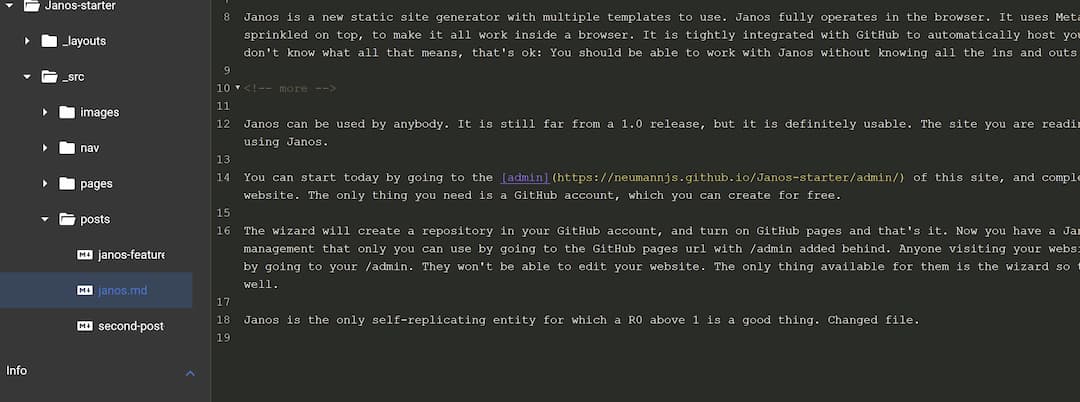 Janos-starter
_layouts
_src
images
nav
pages
posts
janos-feature
janos.md
second-post
Info
8 Janos is a new static site generator with multiple templates to use. Janos fully operates in the browser. It uses
sprinkled on top, to make it all work inside a browser. It is tightly integrated with GitHub to automatically host
don't know what all that means, that's ok: You should be able to work with Janos without knowing all the ins and outs
9
10 <!-- more -->
11
12 Janos can be used by anybody. It is still far from a 1.0 release, but it is definitely usable. The site you are
using Janos.
13
14 You can start today by going to the [admin](https://neumannjs.github.io/Janos-starter/admin/) of this site, and
website. The only thing you need is a GitHub account, which you can create for free.
15
16 The wizard will create a repository in your GitHub account, and turn on GitHub pages and that's it. Now you have a
management that only you can use by going to the GitHub pages url with /admin added behind. Anyone visiting your
by going to your /admin. They won't be able to edit your website. The only thing available for them is the wizard so
well.
17
18 Janos is the only self-replicating entity for which a R0 above 1 is a good thing. Changed file.
19